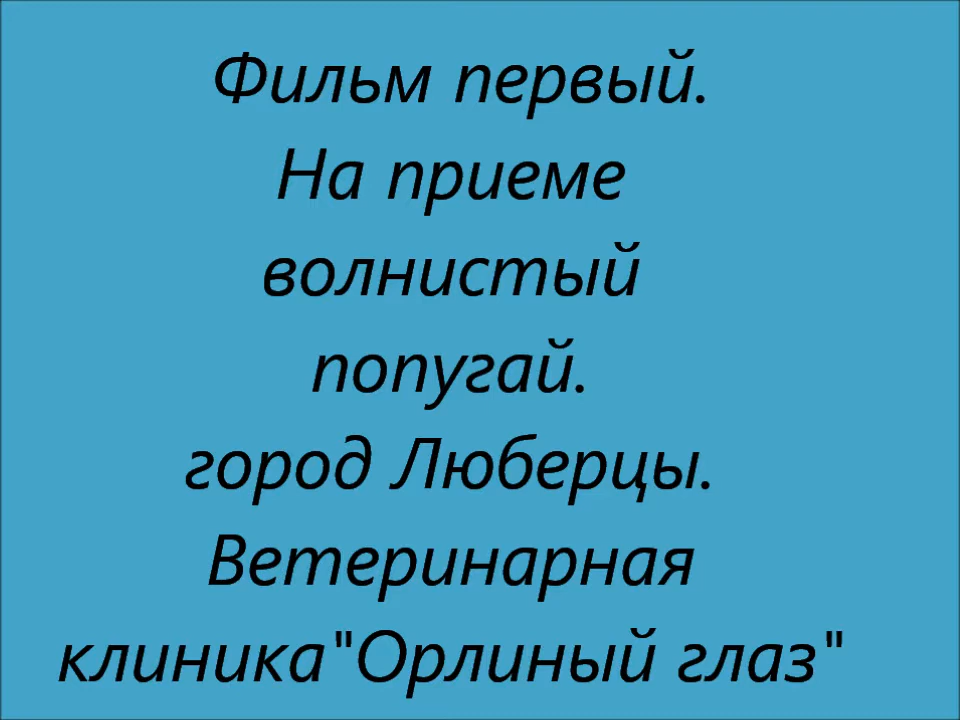 Фильм первый.
На приеме
волнистый
попугай.
город Люберцы.
Ветеринарная
клиника"Орлиный глаз"